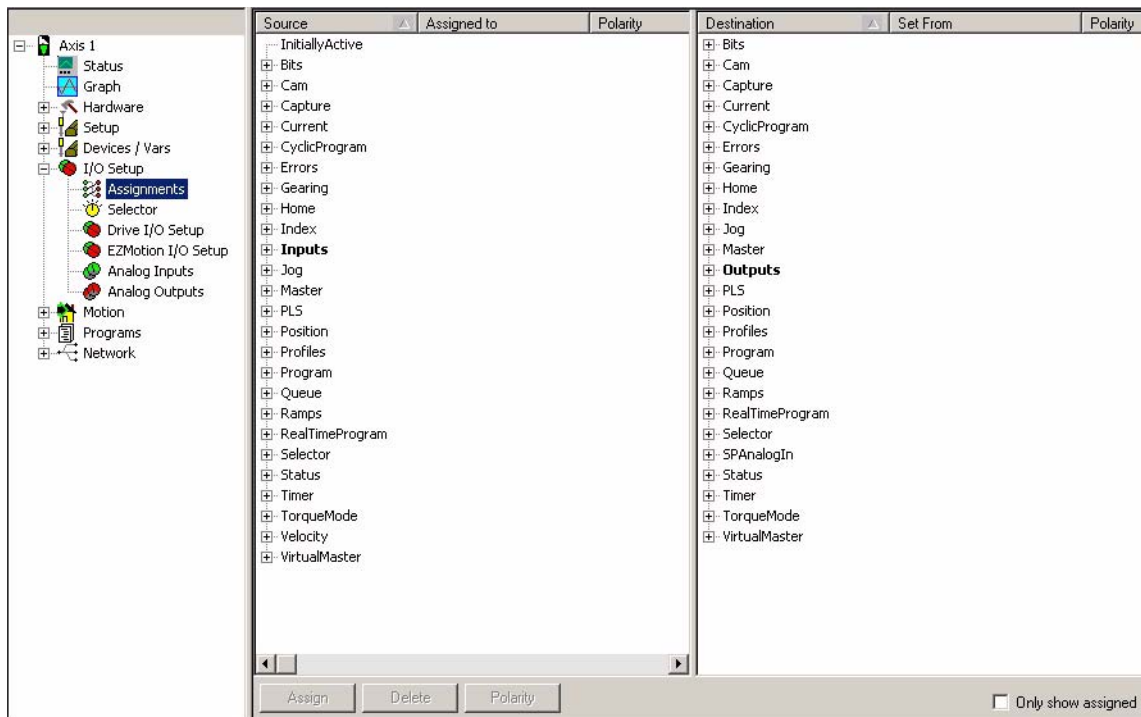 Axis 1
Status
Graph
Hardware
Setup
Devices / Vars
I/O Setup
Assignments
Selector
Drive I/O Setup
EZMotion I/O Setup
Analog Inputs
Analog Outputs
Motion
Programs
Network
Source Assigned to Polarity
InitiallyActive
Bits
Cam
Capture
Current
CyclicProgram
Errors
Gearing
Home
Index
Inputs
Jog
Master
PLS
Position
Profiles
Program
Queue
Ramps
RealTimeProgram
Selector
Status
Timer
TorqueMode
Velocity
VirtualMaster
Destination Set From Polarity
Bits
Cam
Capture
Current
CyclicProgram
Errors
Gearing
Home
Index
Jog
Master
Outputs
PLS
Position
Profiles
Program
Queue
Ramps
RealTimeProgram
Selector
SPAnalogIn
Status
Timer
TorqueMode
VirtualMaster
Assign Delete Polarity
Only show assigned